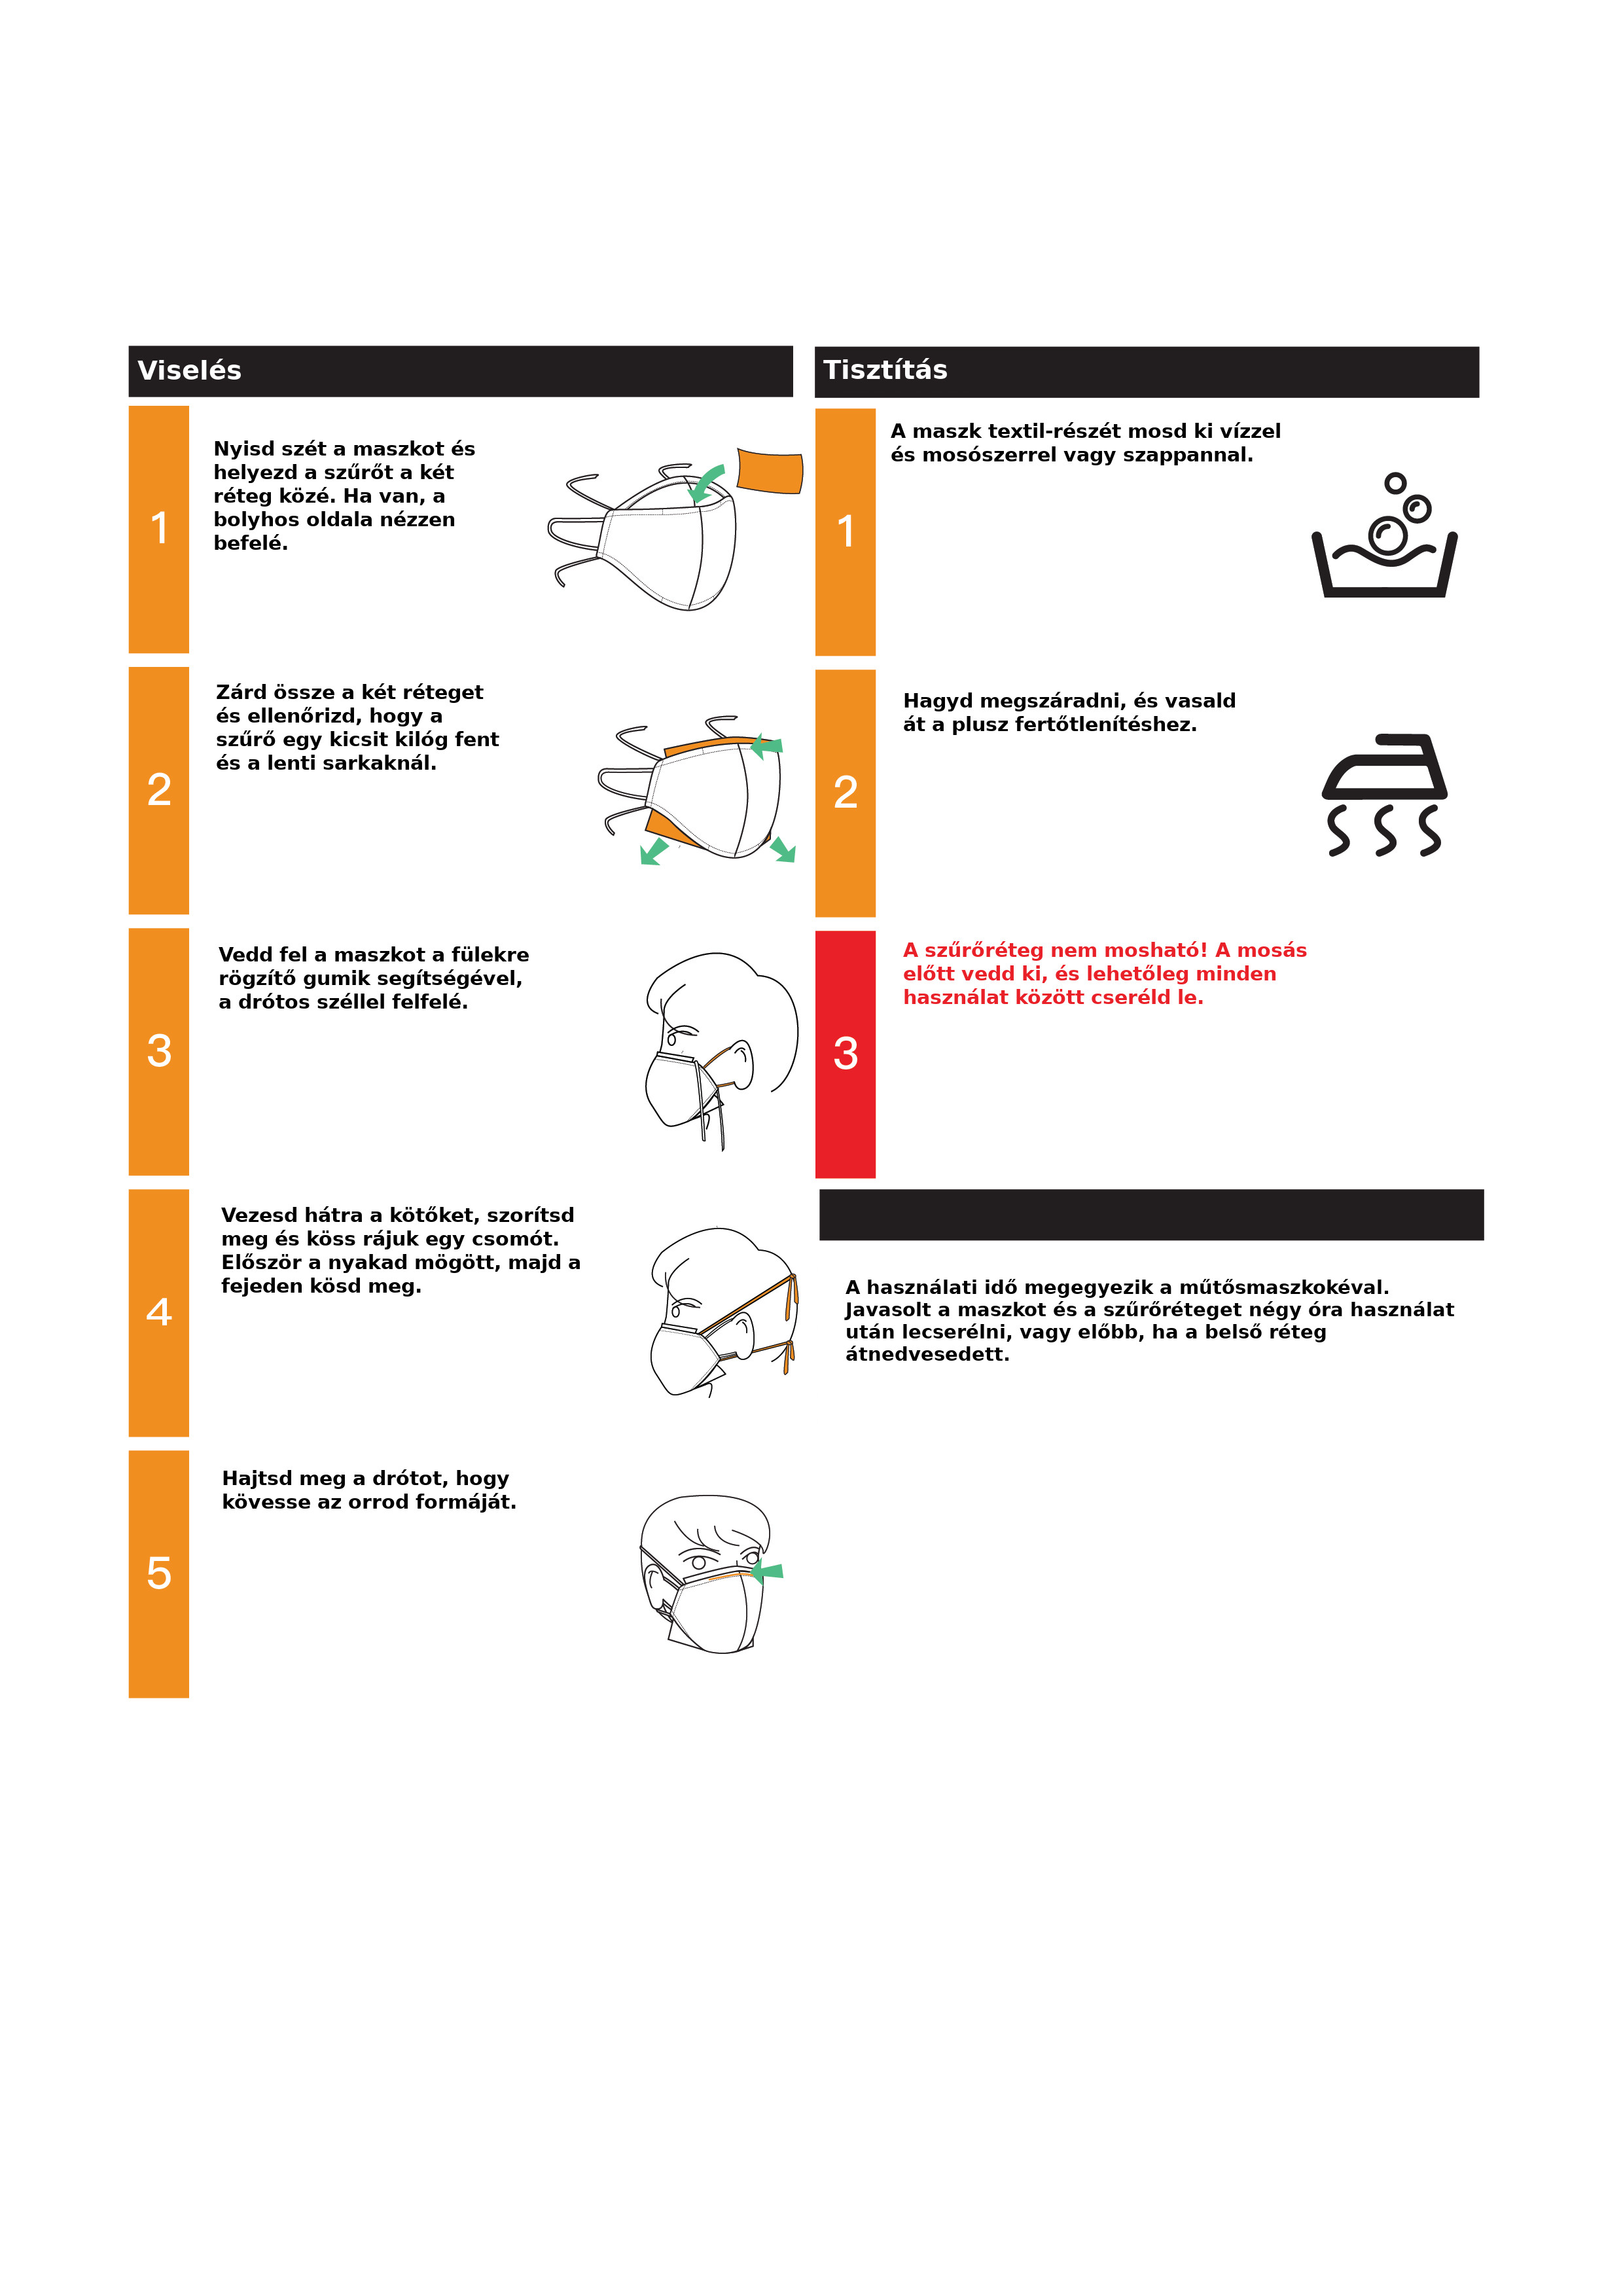 Viselés
1
Nyisd szét a maszkot és
helyezd a szűrőt a két
réteg közé. Ha van, a
bolyhos oldala nézzen
befelé.
2
Zárd össze a két réteget
és ellenőrizd, hogy a
szűrő egy kicsit kilóg fent
és a lenti sarkaknál.
3
Vedd fel a maszkot a fülekre
rögzítő gumik segítségével,
a drótos széllel felfelé.
4
Vezesd hátra a kötőket, szorítsd
meg és köss rájuk egy csomót.
Először a nyakad mögött, majd a
fejeden kösd meg.
5
Hajtsd meg a drótot, hogy
kövesse az orrod formáját.
Tisztítás
1
A maszk textil-részét mosd ki vízzel
és mosószerrel vagy szappannal.
2
Hagyd megszáradni, és vasald
át a plusz fertőtlenítéshez.
3
A szűrőréteg nem mosható! A mosás
előtt vedd ki, és lehetőleg minden
használat között cseréld le.
A használati idő megegyezik a műtősmaszkokéval.
Javasolt a maszkot és a szűrőréteget négy óra használat
után lecserélni, vagy előbb, ha a belső réteg
átnedvesedett.